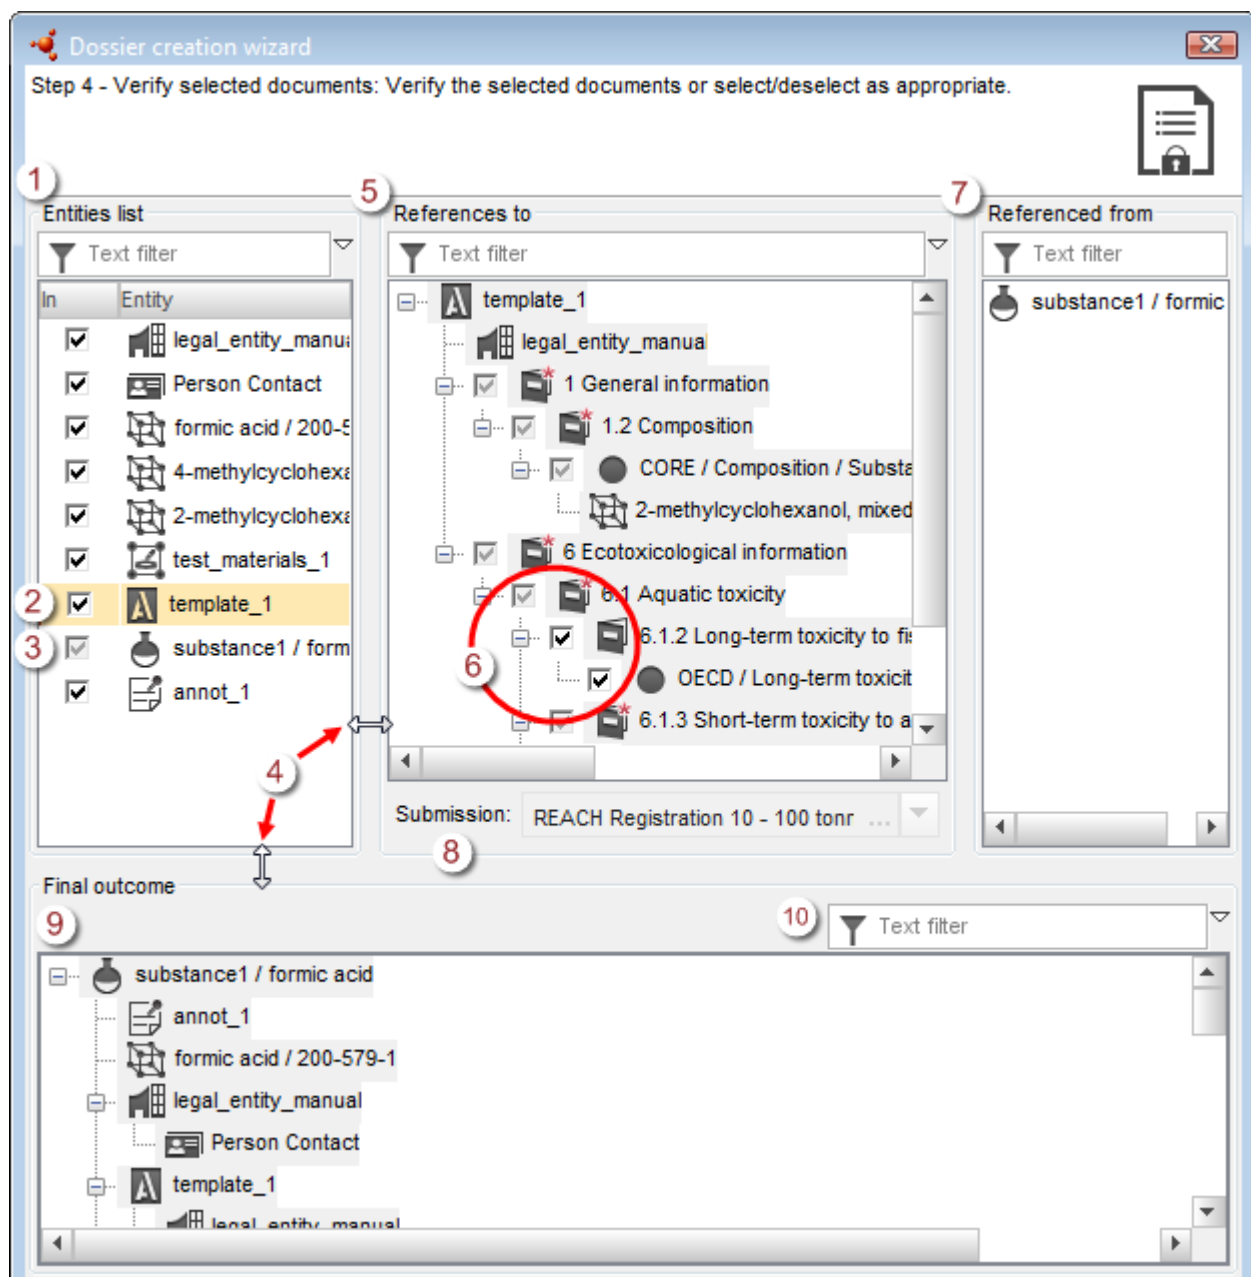 Dossier creation wizard
Step 4 - Verify selected documents: Verify the selected documents or select/deselect as appropriate.
1
5
7
Entities list
References to
Referenced from
Text filter
Text filter
Text filter
In Entity
legal_entity_manu
Person Contact
formic acid / 200-5
4-methylcyclohexa
2-methylcyclohexa
test_materials_1
2
template_1
3
substance1 / form
annot_1
4
template_1
legal_entity_manual
1 General information
1.2 Composition
CORE / Composition / Substa
2-methylcyclohexanol, mixed
6 Ecotoxicological information
6.1 Aquatic toxicity
6.1.2 Long-term toxicity to fi
6
OECD / Long-term toxicit
6.1.3 Short-term toxicity to a
substance1 / formic
Submission: REACH Registration 10 - 100 tonr ...
8
Final outcome
9
10
Text filter
substance1 / formic acid
annot_1
formic acid / 200-579-1
legal_entity_manual
Person Contact
template_1
legal_entity_manual